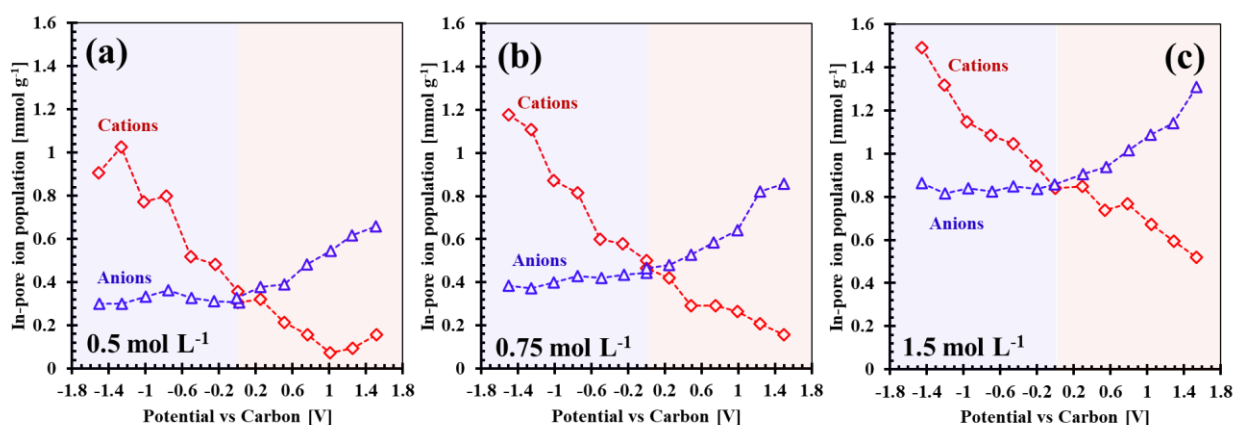 In-pore ion population [mmol g-1]
1.6
1.4
1.2
1
0.8
0.6
0.4
0.2
0
(a)
Cations
Anions
0.5 mol L-1
-1.8 -1.4 -1 -0.6 -0.2 0.2 0.6 1 1.4 1.8
Potential vs Carbon [V]
In-pore ion population [mmol g-1]
1.6
1.4
1.2
1
0.8
0.6
0.4
0.2
0
(b)
Cations
Anions
0.75 mol L-1
-1.8 -1.4 -1 -0.6 -0.2 0.2 0.6 1 1.4 1.8
Potential vs Carbon [V]
In-pore ion population [mmol g-1]
1.6
1.4
1.2
1
0.8
0.6
0.4
0.2
0
(c)
Cations
Anions
1.5 mol L-1
-1.8 -1.4 -1 -0.6 -0.2 0.2 0.6 1 1.4 1.8
Potential vs Carbon [V]